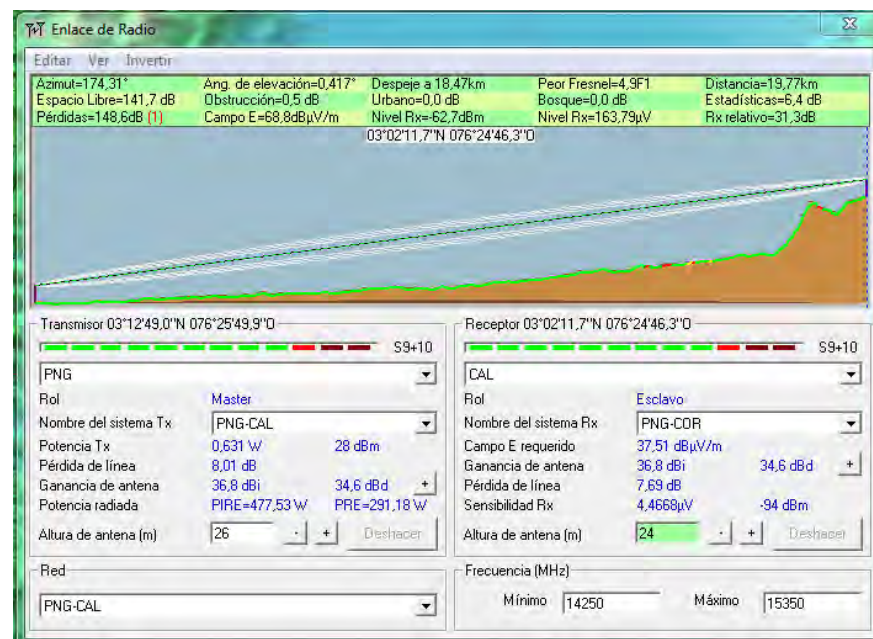 Enlace de Radio
Editar Ver Invertir
Azimut=174,31° Ang. de elevación=0,417° Despeje a 18,47km Peor Fresnel=4,9F1 Distancia=19,77km
Espacio Libre=141,7 dB Obstrucción=0,5 dB Urbano=0,0 dB Bosque=0,0 dB Estadísticas=6,4 dB
Pérdidas=148,6dB (1) Campo E=68,8dBµV/m Nivel Rx=-62,7dBm Nivel Rx=163,79µV Rx relativo=31,3dB
03°02'11,7"N 076°24'46,3"O
Transmisor 03°12'49,0"N 076°25'49,9"O
S9+10
PNG
Rol Master
Nombre del sistema Tx PNG-CAL
Potencia Tx 0,631 W 28 dBm
Pérdida de línea 8,01 dB
Ganancia de antena 36,8 dBi 34,6 dBd +
Potencia radiada PIRE=477,53 W PRE=291,18 W
Altura de antena (m) 26 - + Deshacer
Red
PNG-CAL
Receptor 03°02'11,7"N 076°24'46,3"O
S9+10
CAL
Rol Esclavo
Nombre del sistema Rx PNG-COR
Campo E requerido 37,51 dBµV/m
Ganancia de antena 36,8 dBi 34,6 dBd +
Pérdida de línea 7,69 dB
Sensibilidad Rx 4,4668µV -94 dBm
Altura de antena (m) 24 - + Deshacer
Frecuencia (MHz)
Mínimo 14250 Máximo 15350